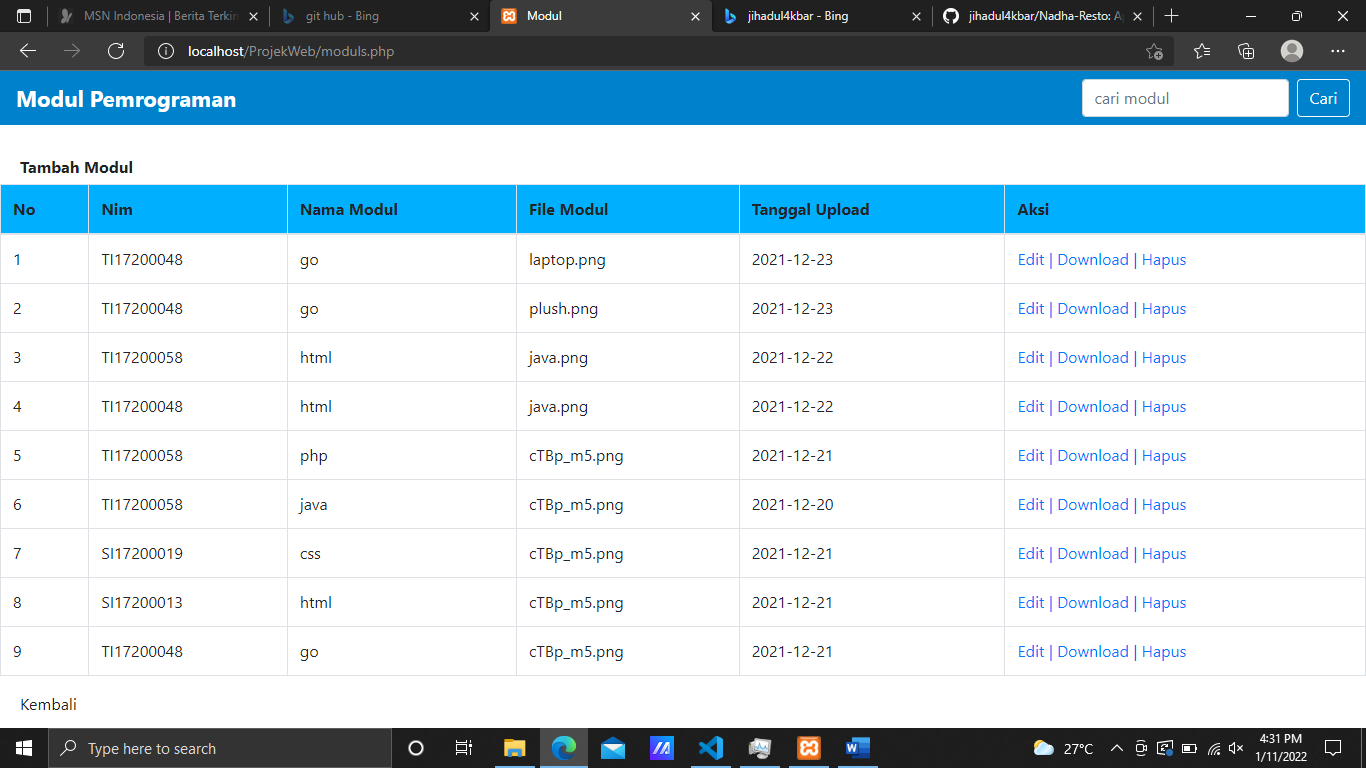 MSN Indonesia | Berita Terkin
git hub - Bing
Modul
jihadul4kbar - Bing
jihadul4kbar/Nadha-Resto: Ap
localhost/ProjekWeb/moduls.php
Modul Pemrograman
cari modul
Cari
Tambah Modul
No Nim Nama Modul File Modul Tanggal Upload Aksi
1 TI17200048 go laptop.png 2021-12-23 Edit | Download | Hapus
2 TI17200048 go plush.png 2021-12-23 Edit | Download | Hapus
3 TI17200058 html java.png 2021-12-22 Edit | Download | Hapus
4 TI17200048 html java.png 2021-12-22 Edit | Download | Hapus
5 TI17200058 php cTBp_m5.png 2021-12-21 Edit | Download | Hapus
6 TI17200058 java cTBp_m5.png 2021-12-20 Edit | Download | Hapus
7 SI17200019 css cTBp_m5.png 2021-12-21 Edit | Download | Hapus
8 SI17200013 html cTBp_m5.png 2021-12-21 Edit | Download | Hapus
9 TI17200048 go cTBp_m5.png 2021-12-21 Edit | Download | Hapus
Kembali
Type here to search
27°C
4:31 PM
1/11/2022